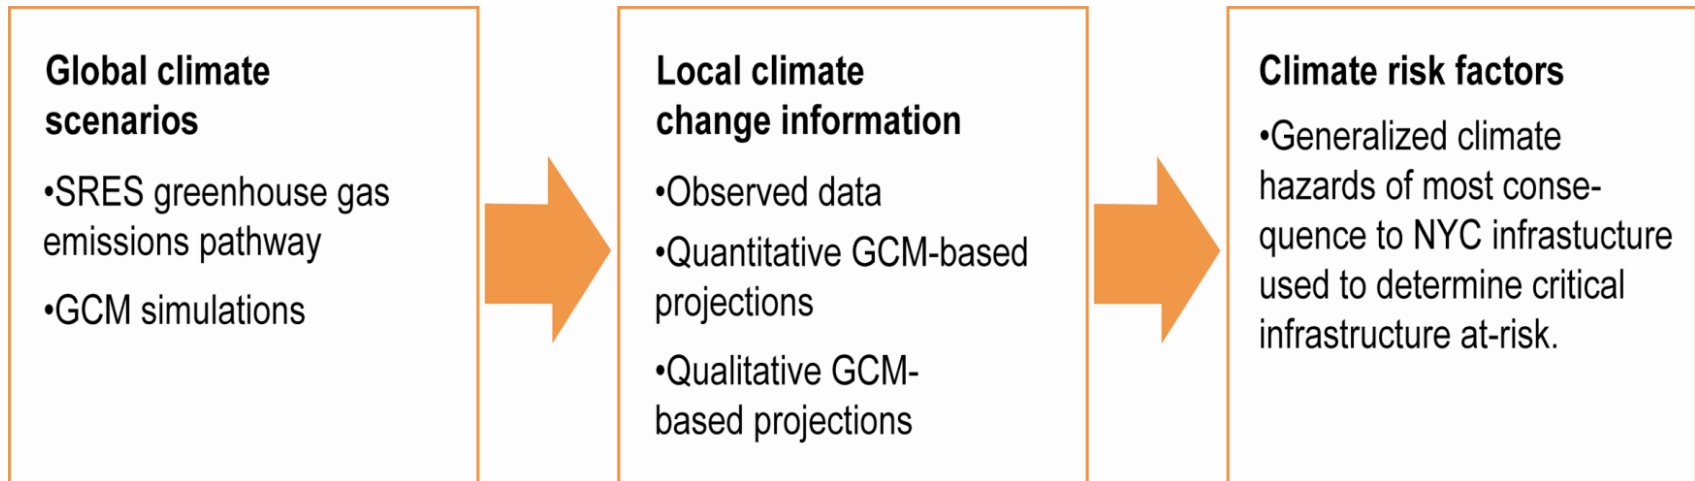 Global climate
scenarios
•SRES greenhouse gas
emissions pathway
•GCM simulations
Local climate
change information
•Observed data
•Quantitative GCM-based
projections
•Qualitative GCM-
based projections
Climate risk factors
•Generalized climate
hazards of most conse-
quence to NYC infrastucture
used to determine critical
infrastructure at-risk.